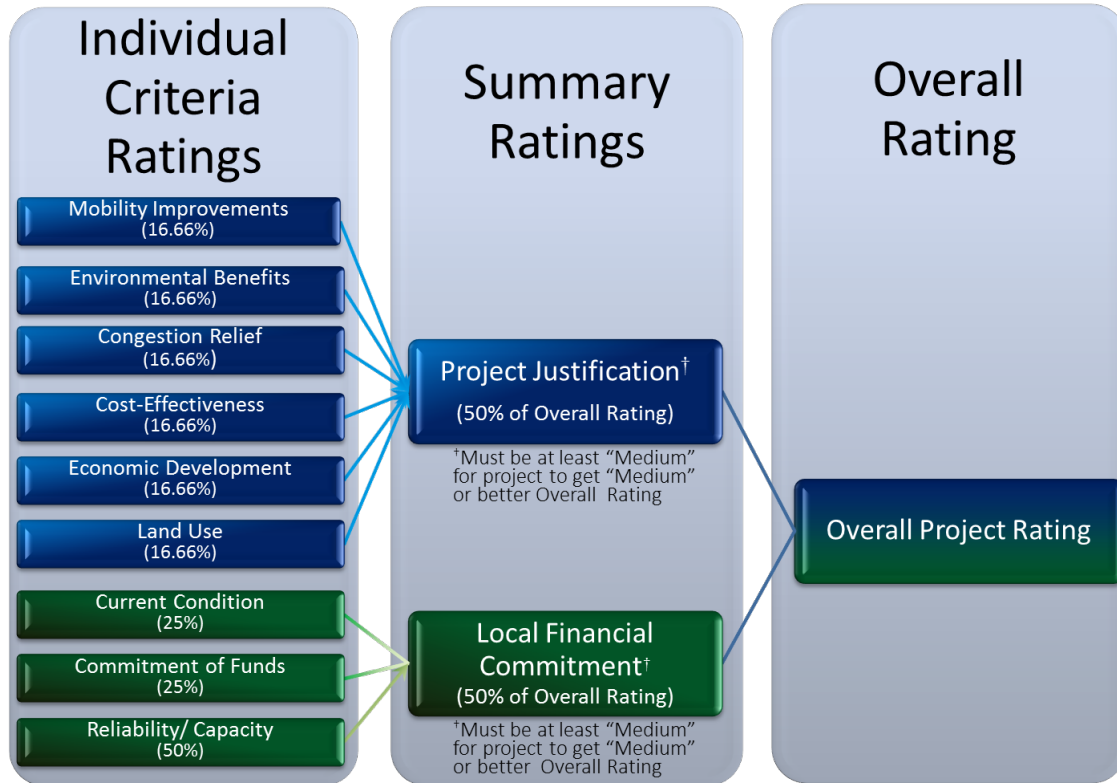 Individual
Criteria
Ratings
Mobility Improvements
(16.66%)
Environmental Benefits
(16.66%)
Congestion Relief
(16.66%)
Cost-Effectiveness
(16.66%)
Economic Development
(16.66%)
Land Use
(16.66%)
Current Condition
(25%)
Commitment of Funds
(25%)
Reliability/ Capacity
(50%)
Summary
Ratings
Project Justification†
(50% of Overall Rating)
†Must be at least “Medium”
for project to get “Medium”
or better Overall Rating
Local Financial
Commitment†
(50% of Overall Rating)
†Must be at least “Medium”
for project to get “Medium”
or better Overall Rating
Overall
Rating
Overall Project Rating